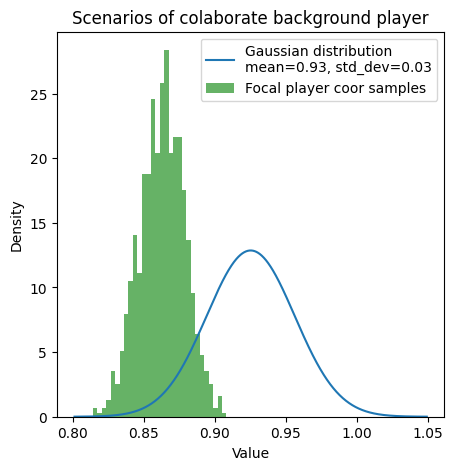 Scenarios of colaborate background player
Gaussian distribution
mean=0.93, std_dev=0.03
Focal player coor samples
Density
25
20
15
10
5
0
0.80 0.85 0.90 0.95 1.00 1.05
Value